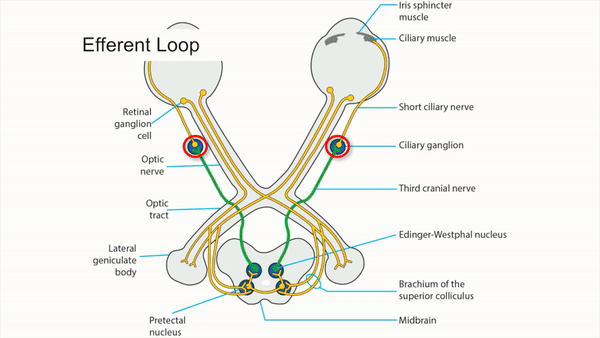 Efferent Loop
Iris sphincter
muscle
Ciliary muscle
Retinal
ganglion
cell
Short ciliary nerve
Ciliary ganglion
Optic
nerve
Third cranial nerve
Optic
tract
Edinger-Westphal nucleus
Lateral
geniculate
body
Brachium of the
superior colliculus
Pretectal
nucleus
Midbrain